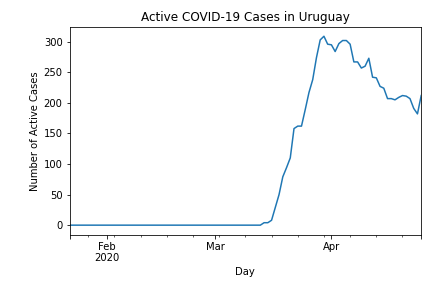 Active COVID-19 Cases in Uruguay
Number of Active Cases
300
250
200
150
100
50
0
Feb
2020
Mar
Apr
Day